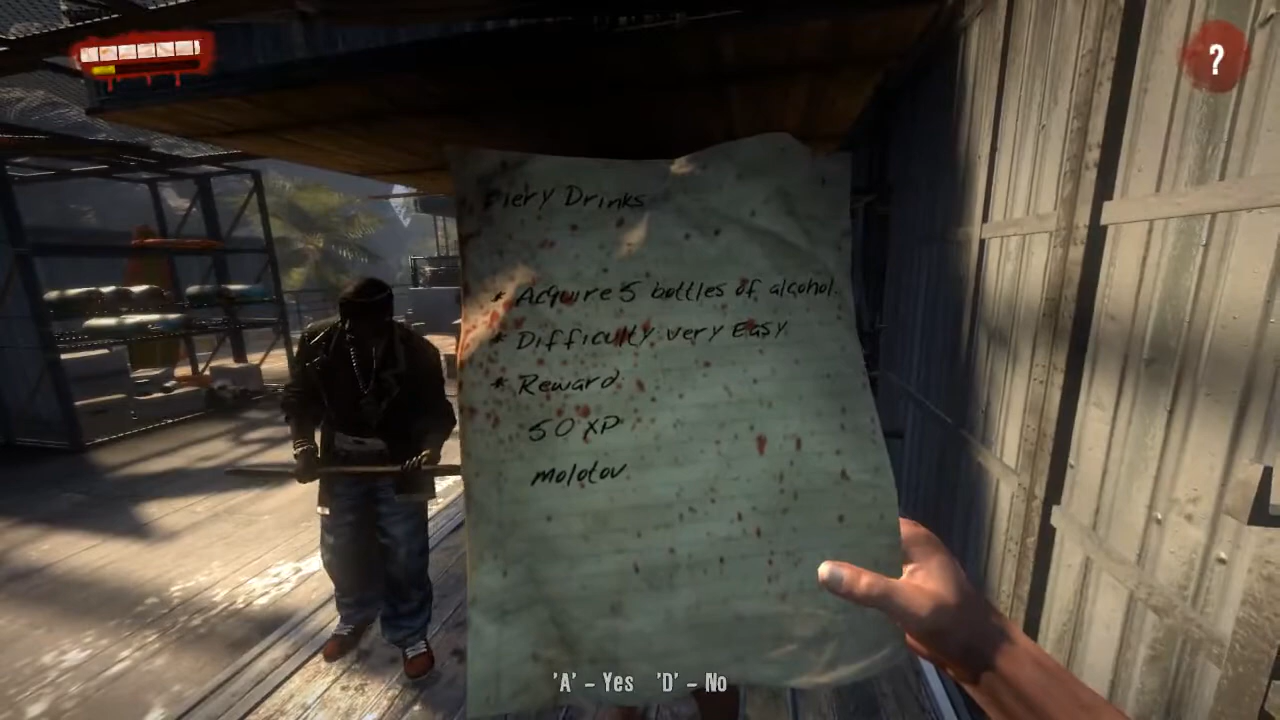 ?
Fiery Drinks
* Acquire 5 bottles of alcohol.
* Difficulty very Easy
* Reward
50 XP
molotov
'A' - Yes 'D' - No